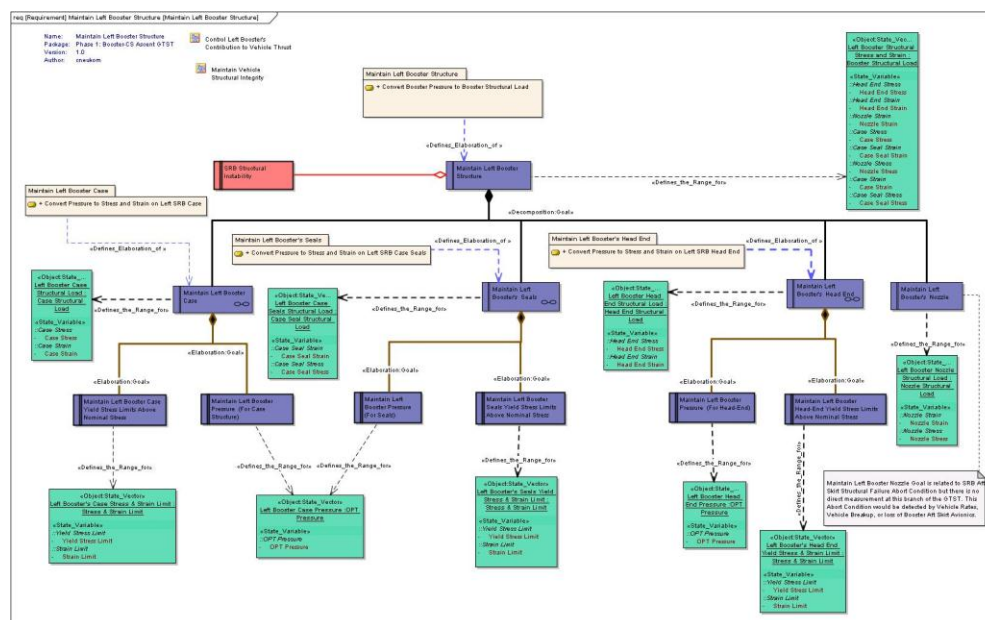 req [Requirement] Maintain Left Booster Structure [Maintain Left Booster Structure]
Name: Maintain Left Booster Structure
Package: Phase 1: Booster-CS Ascent GTST
Version: 1.0
Author: zneukom
Control Left Booster's
Contribution to Vehicle Thrust
Maintain Vehicle
Structural Integrity
Maintain Left Booster Structure
+ Convert Booster Pressure to Booster Structural Load
«Defines_Elaboration_of »
SRB Structural
Instability
Maintain Left Booster
Structure
«Defines_the_Range_for»
«Object:State_Vec...
Left Booster Structural
Stress and Strain :
Booster Structural Load
«State_Variable»
::Head End Stress
- Head End Stress
::Head End Strain
- Head End Strain
::Nozzle Strain
- Nozzle Strain
::Case Stress
- Case Stress
::Case Seal Strain
- Case Seal Strain
::Nozzle Stress
- Nozzle Stress
::Case Strain
- Case Strain
::Case Seal Stress
- Case Seal Stress
«Decomposition:Goal»
Maintain Left Booster Case
+ Convert Pressure to Stress and Strain on Left SRB Case
«Defines_Elaboration_of »
Maintain Left Booster's Seals
+ Convert Pressure to Stress and Strain on Left SRB Case Seals
«Defines_Elaboration_of »
Maintain Left Booster's Head End
+ Convert Pressure to Stress and Strain on Left SRB Head End
«Defines_Elaboration_of »
«Object:State_...
Left Booster Case
Structural Load :
Case Structural
Load
«State_Variable»
::Case Stress
- Case Stress
::Case Strain
- Case Strain
«Defines_the_Range_for»
Maintain Left Booster
Case
«Object:State_Ve...
Left Booster Case
Seals Structural Load :
Case Seal Structural
Load
«State_Variable»
::Case Seal Strain
- Case Seal Strain
::Case Seal Stress
- Case Seal Stress
«Defines_the_Range_for»
Maintain Left
Booster's Seals
«Object:State_...
Left Booster Head
End Structural Load :
Head End Structural
Load
«State_Variable»
::Head End Stress
- Head End Stress
::Head End Strain
- Head End Strain
«Defines_the_Range_for»
Maintain Left
Booster's Head End
Maintain Left
Booster's Nozzle
«Defines_the_Range_for»
«Object:State_...
Left Booster Nozzle
Structural Load :
Nozzle Structural
Load
«State_Variable»
::Nozzle Strain
- Nozzle Strain
::Nozzle Stress
- Nozzle Stress
«Elaboration:Goal»
«Elaboration:Goal»
«Elaboration:Goal»
Maintain Left Booster Case
Yield Stress Limits Above
Nominal Stress
Maintain Left Booster
Pressure (For Case
Structure)
Maintain Left
Booster Pressure
(For Seals)
Maintain Left Booster
Seals Yield Stress Limits
Above Nominal Stress
Maintain Left Booster
Pressure (For Head-End)
Maintain Left Booster
Head-End Yield Stress Limits
Above Nominal Stress
«Defines_the_Range_for»
«Defines_the_Range_for»
«Defines_the_Range_for»
«Defines_the_Range_for»
«Defines_the_Range_for»
«Defines_the_Range_for»
«Object:State_Vector»
Left Booster's Case Stress & Strain Limit :
Stress & Strain Limit
«State_Variable»
::Yield Stress Limit
- Yield Stress Limit
::Strain Limit
- Strain Limit
«Object:State_Vector»
Left Booster Case Pressure :OPT
Pressure
«State_Variable»
::OPT Pressure
- OPT Pressure
«Object:State_Vector»
Left Booster's Seals Yield
Stress & Strain Limit :
Stress & Strain Limit
«State_Variable»
::Yield Stress Limit
- Yield Stress Limit
::Strain Limit
- Strain Limit
«Object:State_...
Left Booster Head
End Pressure :OPT
Pressure
«State_Variable»
::OPT Pressure
- OPT Pressure
«Object:State_Vector»
Left Booster's Head End
Yield Stress & Strain Limit :
Stress & Strain Limit
«State_Variable»
::Yield Stress Limit
- Yield Stress Limit
::Strain Limit
- Strain Limit
Maintain Left Booster Nozzle Goal is related to SRB Aft
Skirt Structural Failure Abort Condition but there is no
direct measurement at this branch of the GTST. This
Abort Condition would be detected by Vehicle Rates,
Vehicle Breakup, or loss of Booster Aft Skirt Avionics.